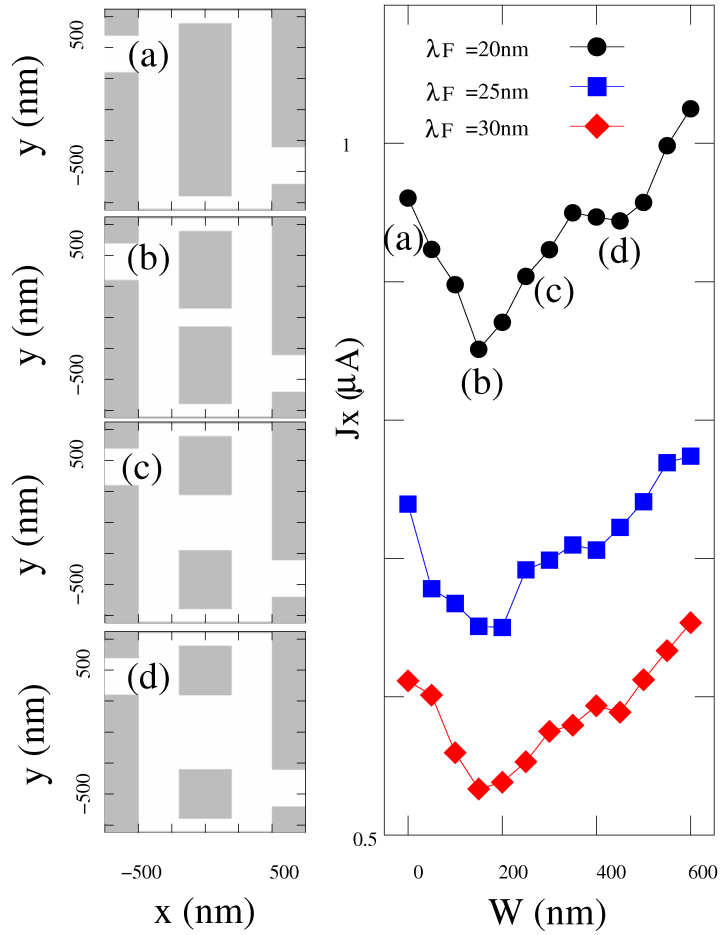 y (nm)
500
−500
(a)
y (nm)
500
−500
(b)
y (nm)
500
−500
(c)
y (nm)
500
−500
(d)
−500
500
x (nm)
λF =20nm
λF =25nm
λF =30nm
1
0.5
Jx (μA)
(a)
(b)
(c)
(d)
0
200
400
600
W (nm)